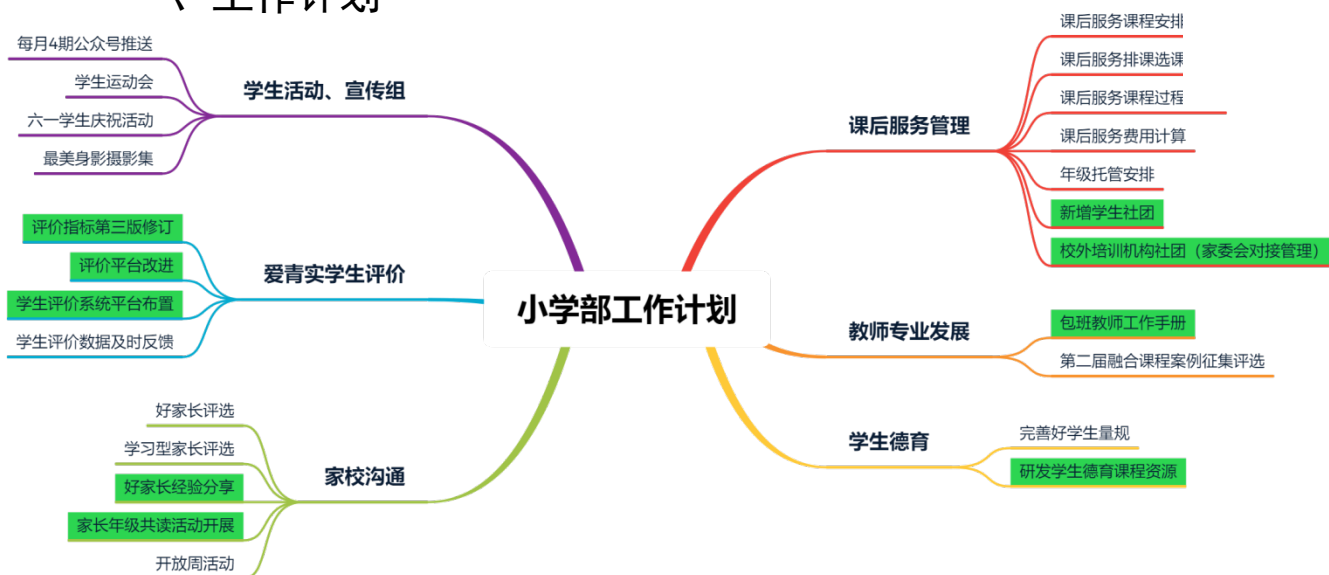 、工作计划
小学部工作计划
学生活动、宣传组
每月4期公众号推送
学生运动会
六一学生庆祝活动
最美身影摄影集
爱青实学生评价
评价指标第三版修订
评价平台改进
学生评价系统平台布置
学生评价数据及时反馈
家校沟通
好家长评选
学习型家长评选
好家长经验分享
家长年级共读活动开展
开放周活动
课后服务管理
课后服务课程安排
课后服务排课选课
课后服务课程过程
课后服务费用计算
年级托管安排
新增学生社团
校外培训机构社团（家委会对接管理）
教师专业发展
包班教师工作手册
第二届融合课程案例征集评选
学生德育
完善好学生量规
研发学生德育课程资源